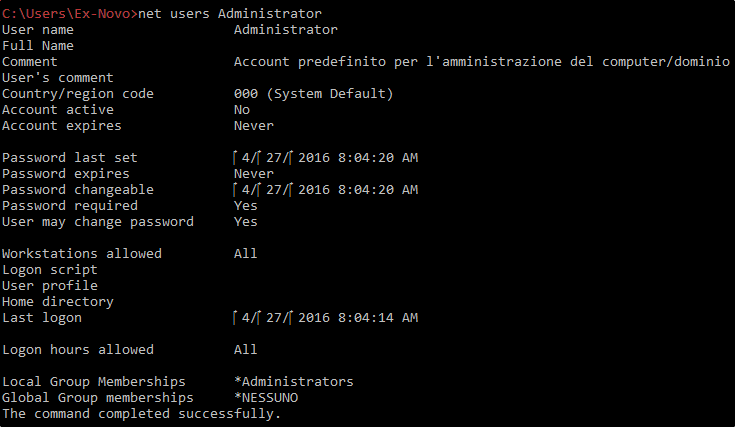 C:\Users\Ex-Novo>net users Administrator
User name                    Administrator
Full Name
Comment                      Account predefinito per l'amministrazione del computer/dominio
User's comment
Country/region code          000 (System Default)
Account active               No
Account expires              Never

Password last set            4/ 27/ 2016 8:04:20 AM
Password expires             Never
Password changeable          4/ 27/ 2016 8:04:20 AM
Password required            Yes
User may change password     Yes

Workstations allowed         All
Logon script
User profile
Home directory
Last logon                   4/ 27/ 2016 8:04:14 AM

Logon hours allowed          All

Local Group Memberships      *Administrators
Global Group memberships     *NESSUNO
The command completed successfully.